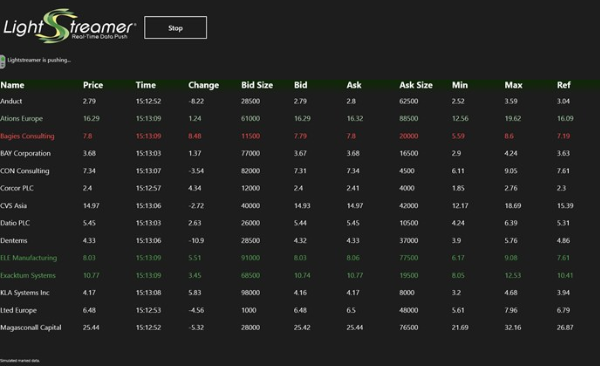 LightStreamer®
Real-Time Data Push
Stop
Lightstreamer is pushing...
Name Price Time Change Bid Size Bid Ask Ask Size Min Max Ref
Anduct 2.79 15:12:52 -8.22 28500 2.79 2.8 62500 2.52 3.59 3.04
Ations Europe 16.29 15:13:09 1.24 61000 16.29 16.32 88500 12.56 19.62 16.09
Bagies Consulting 7.8 15:13:09 8.48 11500 7.79 7.8 20000 5.59 8.6 7.19
BAY Corporation 3.68 15:13:03 1.37 77000 3.67 3.68 16500 2.9 4.24 3.63
CON Consulting 7.34 15:13:07 -3.54 82000 7.31 7.34 4500 6.11 9.05 7.61
Corcor PLC 2.4 15:12:57 4.34 12000 2.4 2.41 4000 1.85 2.76 2.3
CVS Asia 14.97 15:13:06 -2.72 40000 14.93 14.97 42000 12.17 18.69 15.39
Datio PLC 5.45 15:13:03 2.63 26000 5.44 5.45 10500 4.24 6.39 5.31
Dentems 4.33 15:13:06 -10.9 28500 4.32 4.33 37000 3.9 5.76 4.86
ELE Manufacturing 8.03 15:13:09 5.51 91000 8.03 8.06 77500 6.17 9.08 7.61
Exacktum Systems 10.77 15:13:09 3.45 68500 10.74 10.77 19500 8.05 12.53 10.41
KLA Systems Inc 4.17 15:13:08 5.83 98000 4.16 4.17 8000 3.2 4.68 3.94
Lted Europe 6.48 15:12:53 -4.56 1000 6.48 6.5 48000 5.61 7.96 6.79
Magasconall Capital 25.44 15:12:52 -5.32 28000 25.42 25.44 76500 21.69 32.16 26.87
Simulated market data.